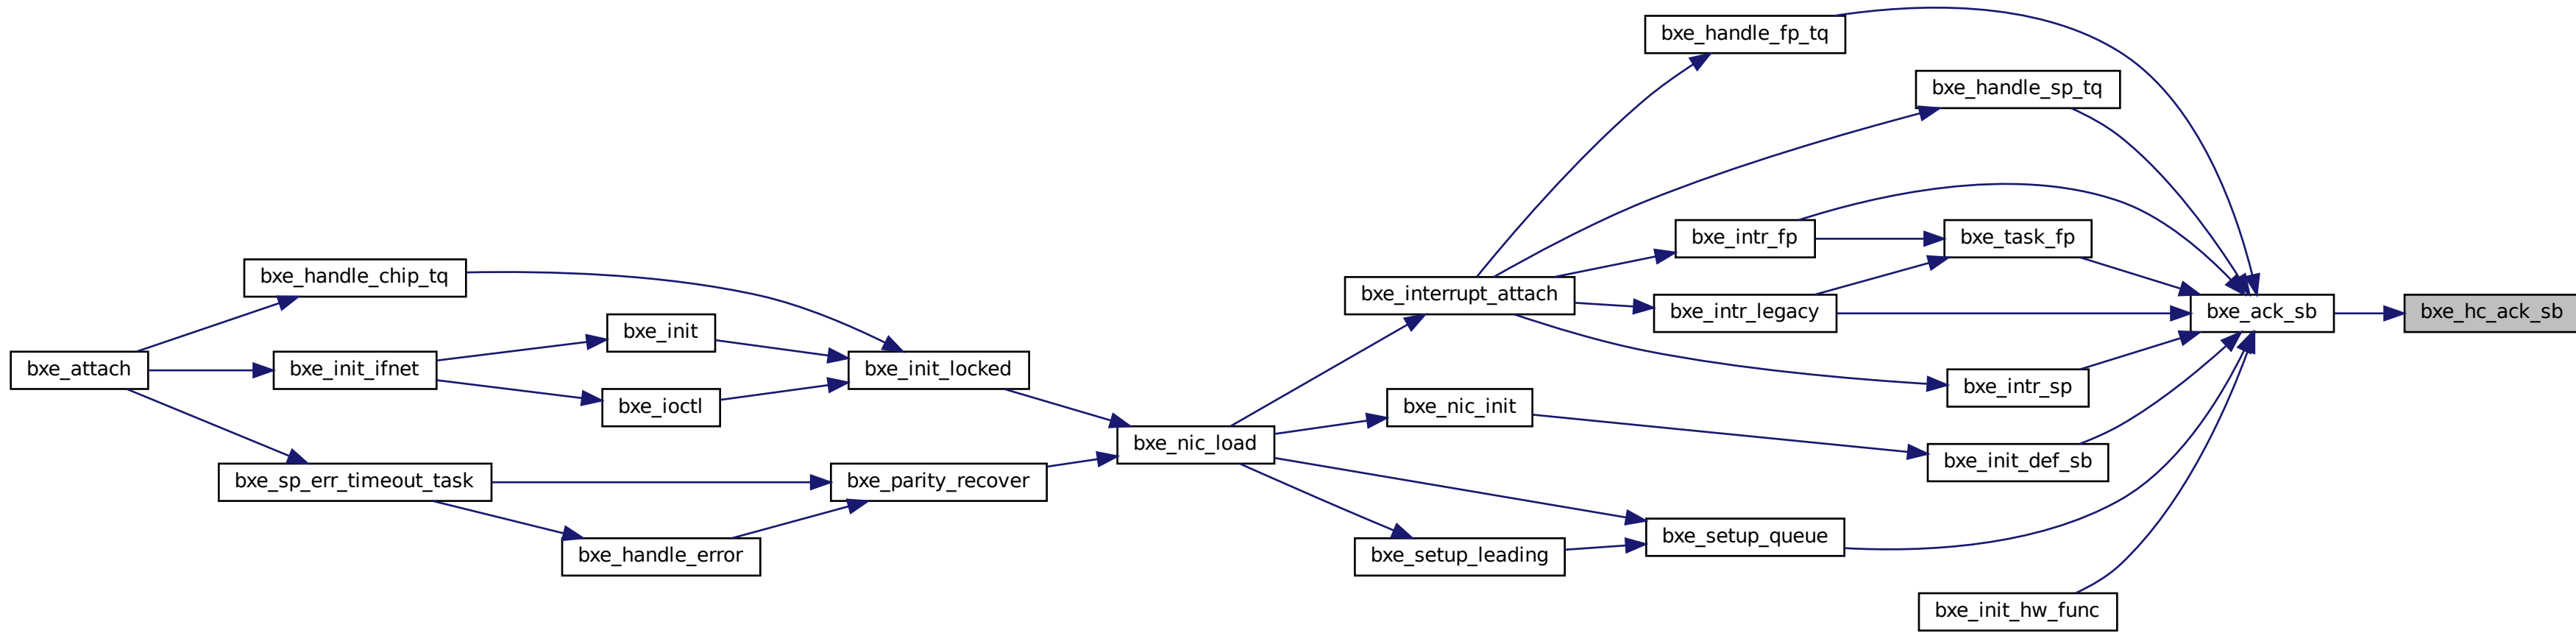 bxe_handle_fp_tq
bxe_handle_sp_tq
bxe_intr_fp
bxe_task_fp
bxe_handle_chip_tq
bxe_interrupt_attach
bxe_intr_legacy
bxe_ack_sb
bxe_hc_ack_sb
bxe_init
bxe_attach
bxe_init_ifnet
bxe_init_locked
bxe_intr_sp
bxe_ioctl
bxe_nic_init
bxe_nic_load
bxe_init_def_sb
bxe_sp_err_timeout_task
bxe_parity_recover
bxe_setup_queue
bxe_handle_error
bxe_setup_leading
bxe_init_hw_func